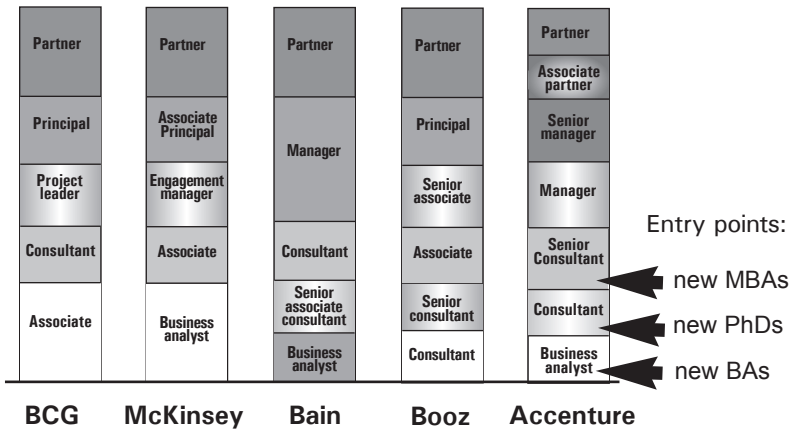 Partner
Principal
Project
leader
Consultant
Associate
BCG
Partner
Associate
Principal
Engagement
manager
Associate
Business
analyst
McKinsey
Partner
Manager
Consultant
Senior
associate
consultant
Business
analyst
Bain
Partner
Principal
Senior
associate
Associate
Senior
consultant
Consultant
Booz
Partner
Associate
partner
Senior
manager
Manager
Senior
Consultant
Consultant
Business
analyst
Accenture
Entry points:
new MBAs
new PhDs
new BAs